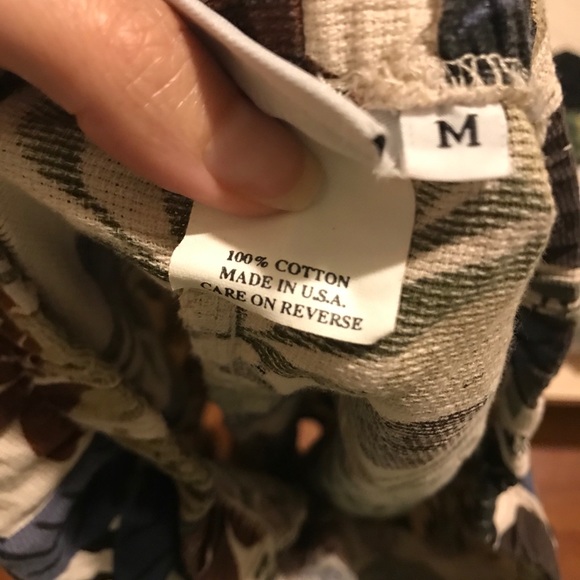 M
100% COTTON
MADE IN U.S.A.
CARE ON REVERSE